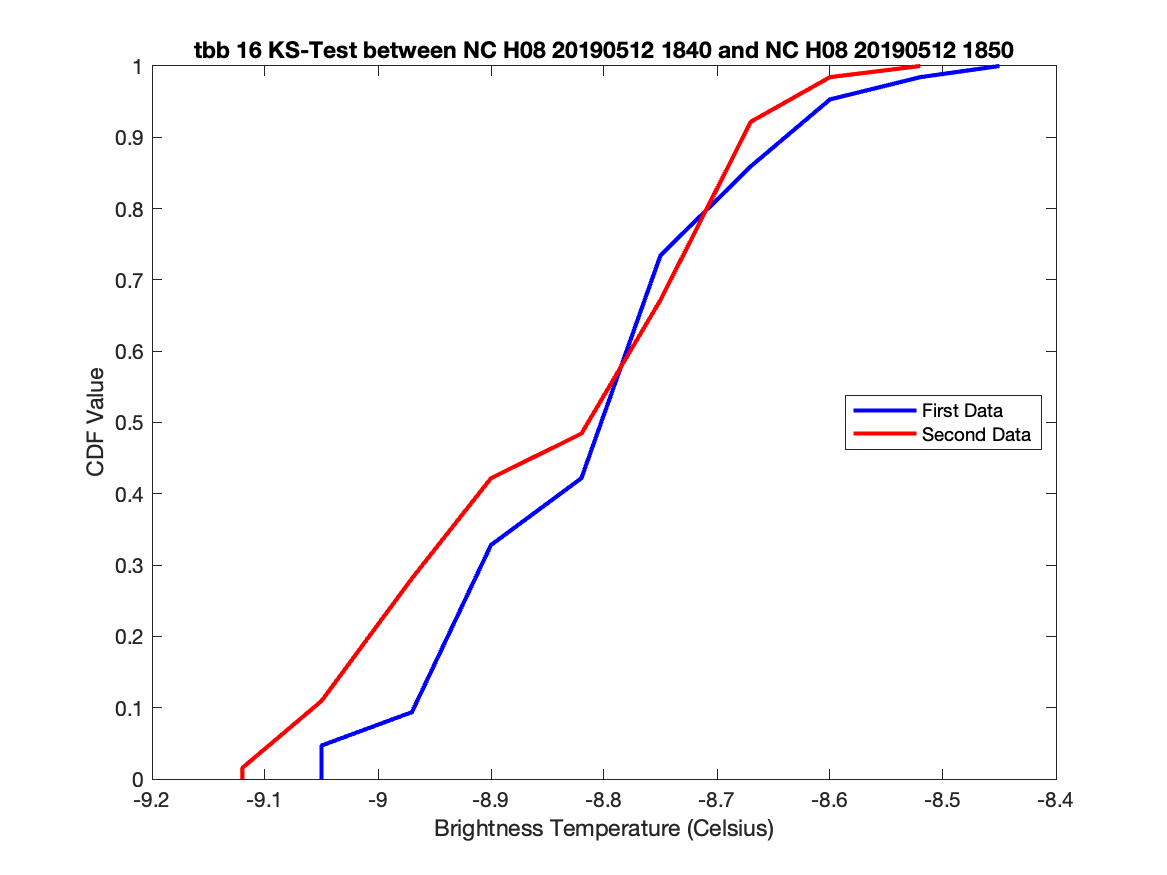 tbb 16 KS-Test between NC H08 20190512 1840 and NC H08 20190512 1850
1
0.9
0.8
0.7
0.6
0.5
0.4
0.3
0.2
0.1
0
CDF Value
First Data
Second Data
-9.2 -9.1 -9 -8.9 -8.8 -8.7 -8.6 -8.5 -8.4
Brightness Temperature (Celsius)